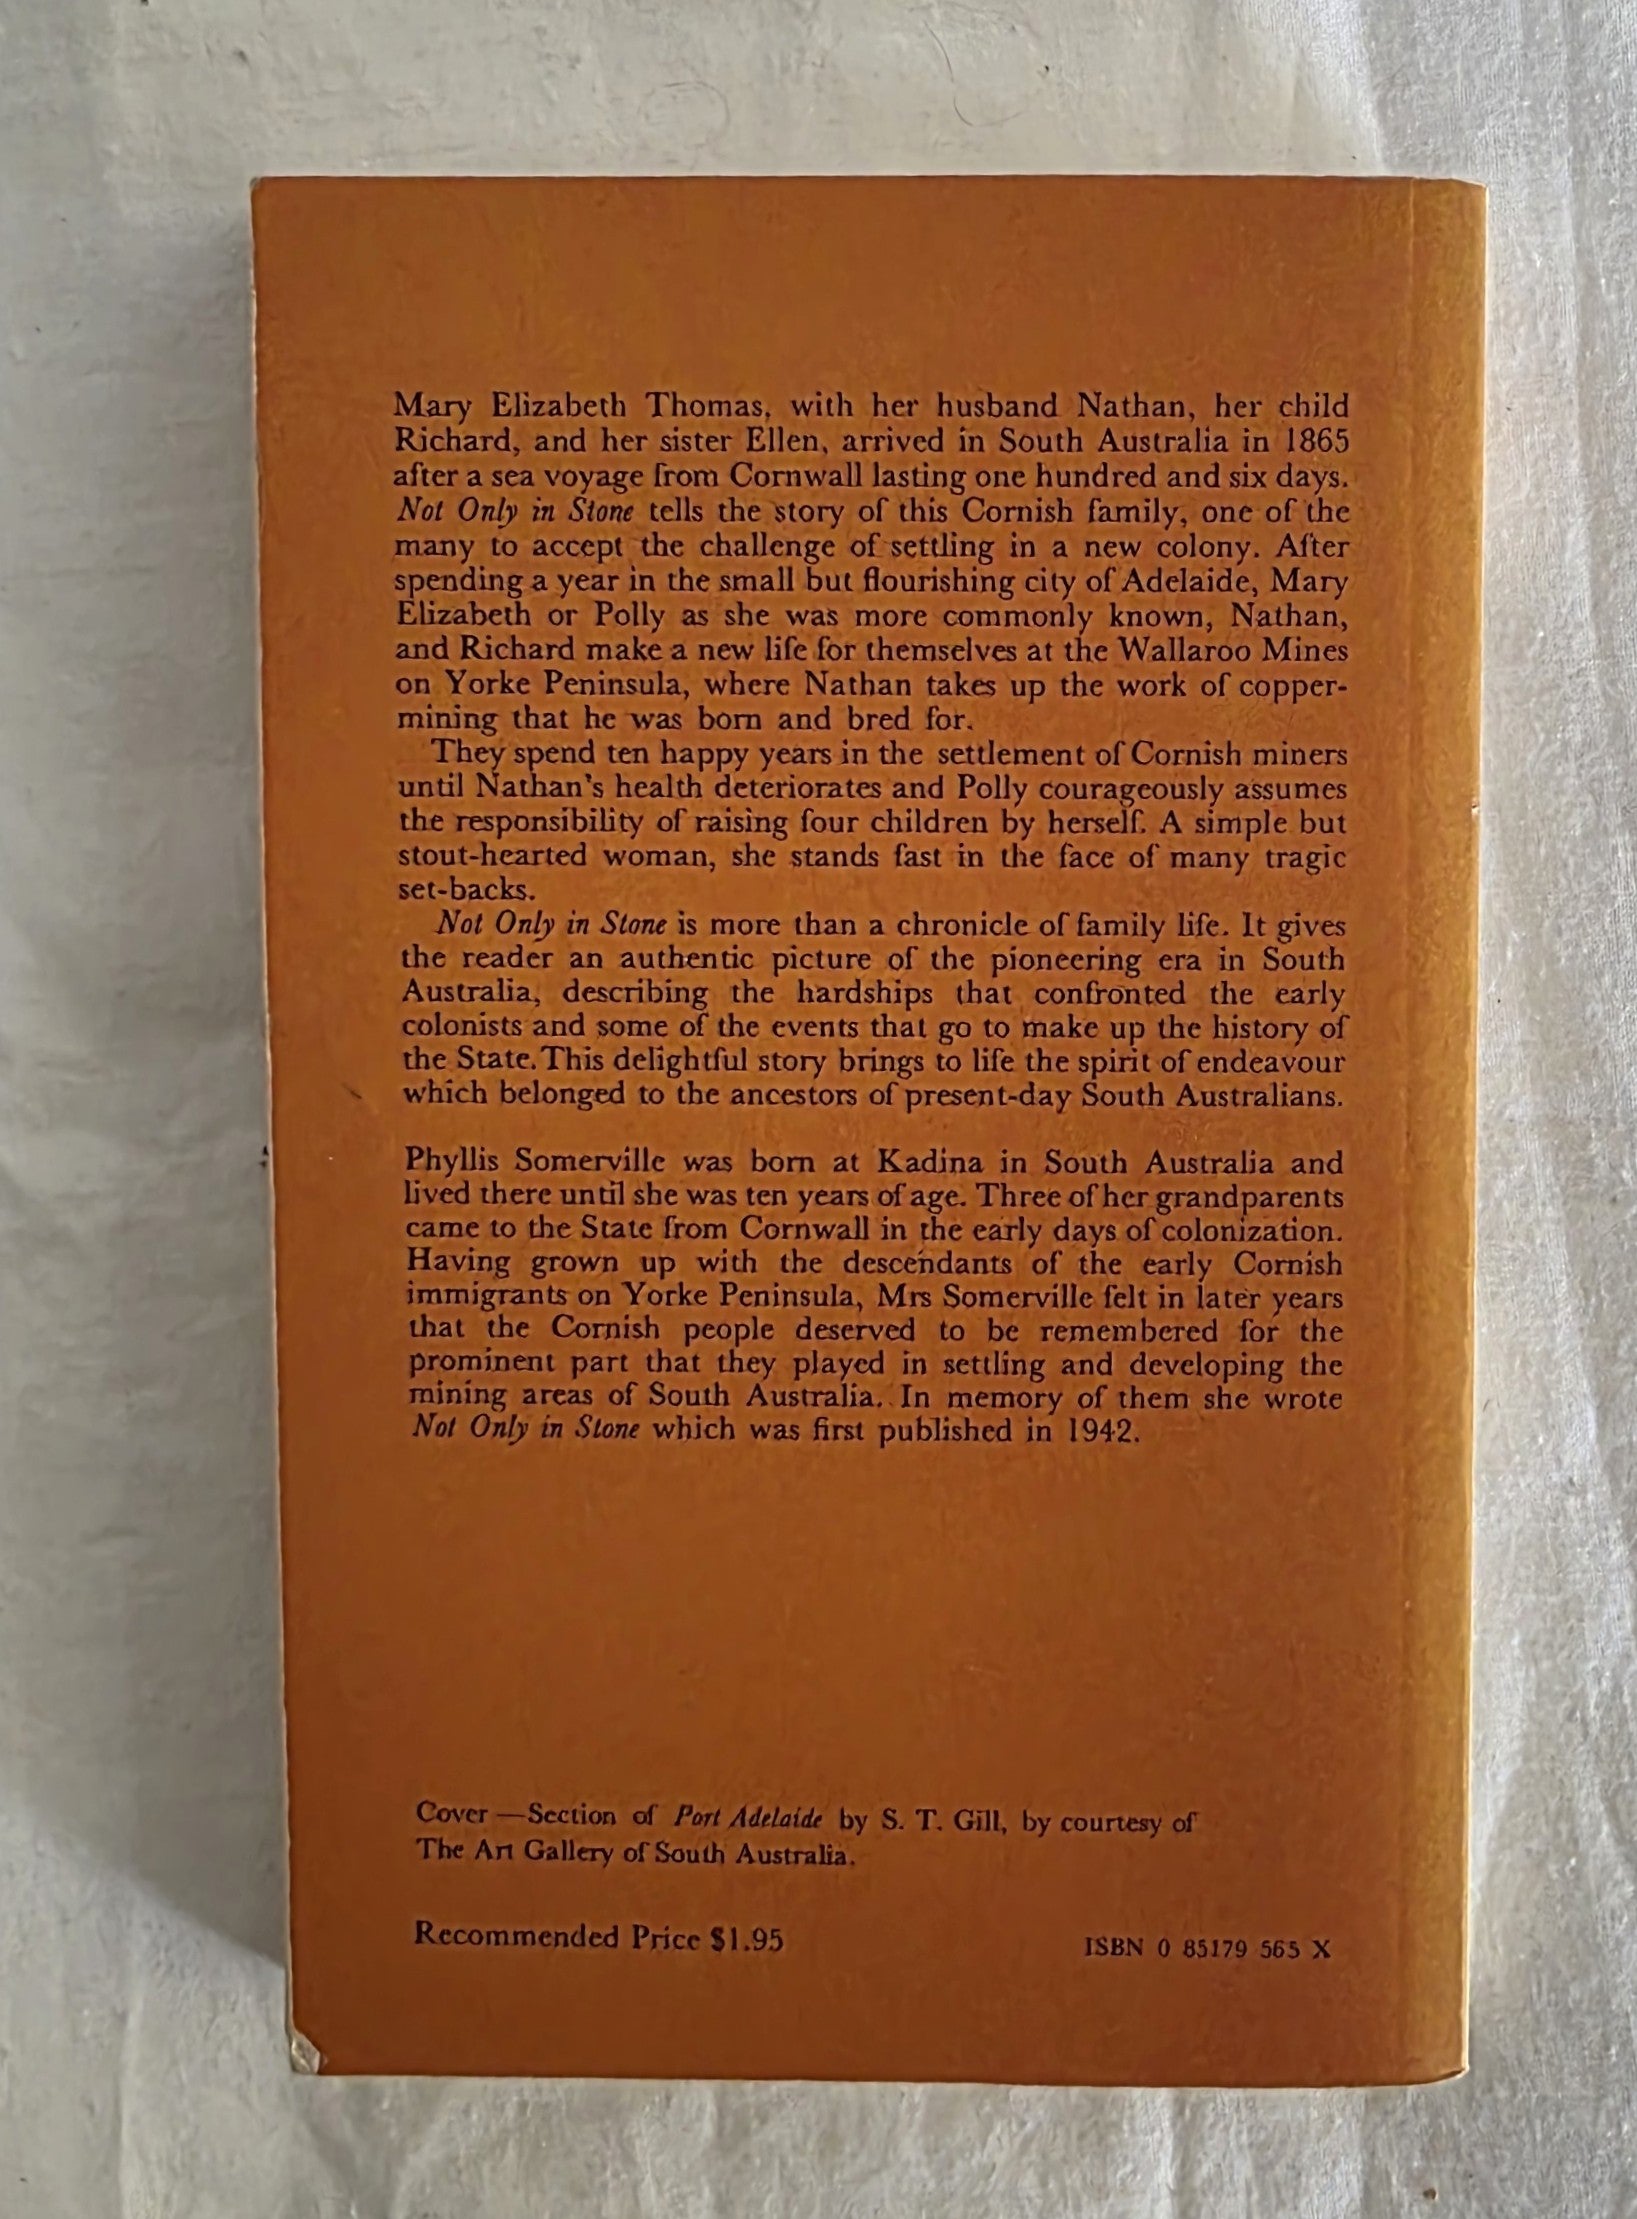 Mary Elizabeth Thomas, with her husband Nathan, her child
Richard, and her sister Ellen, arrived in South Australia in 1865
after a sea voyage from Cornwall lasting one hundred and six days.
Not Only in Stone tells the story of this Cornish family, one of the
many to accept the challenge of settling in a new colony. After
spending a year in the small but flourishing city of Adelaide, Mary
Elizabeth or Polly as she was more commonly known, Nathan,
and Richard make a new life for themselves at the Wallaroo Mines
on Yorke Peninsula, where Nathan takes up the work of copper-
mining that he was born and bred for.
They spend ten happy years in the settlement of Cornish miners
until Nathan's health deteriorates and Polly courageously assumes
the responsibility of raising four children by herself. A simple but
stout-hearted woman, she stands fast in the face of many tragic
set-backs.
Not Only in Stone is more than a chronicle of family life. It gives
the reader an authentic picture of the pioneering era in South
Australia, describing the hardships that confronted the early
colonists and some of the events that go to make up the history of
the State. This delightful story brings to life the spirit of endeavour
which belonged to the ancestors of present-day South Australians.
Phyllis Somerville was born at Kadina in South Australia and
lived there until she was ten years of age. Three of her grandparents
came to the State from Cornwall in the early days of colonization.
Having grown up with the descendants of the early Cornish
immigrants on Yorke Peninsula, Mrs Somerville felt in later years
that the Cornish people deserved to be remembered for the
prominent part that they played in settling and developing the
mining areas of South Australia. In memory of them she wrote
Not Only in Stone which was first published in 1942.
Cover —Section of Port Adelaide by S. T. Gill, by courtesy of
The Art Gallery of South Australia.
Recommended Price $1.95
ISBN 0 85179 565 X